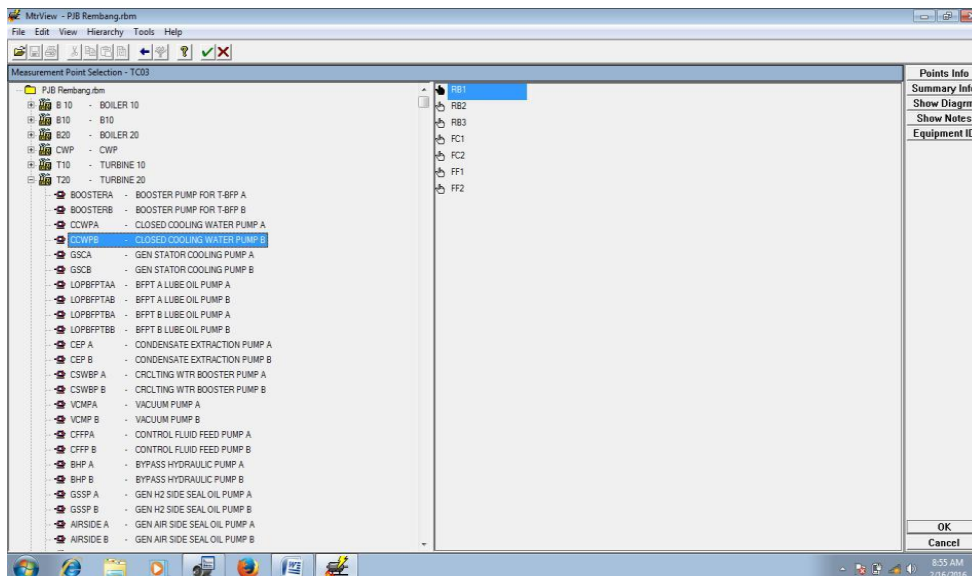 MtrView - PJB Rembang.rbm
File Edit View Hierarchy Tools Help
Measurement Point Selection - TC03
PJB Rembang.rbm
B 10 - BOILER 10
B10 - B10
B20 - BOILER 20
CWP - CWP
T10 - TURBINE 10
T20 - TURBINE 20
BOOSTERA - BOOSTER PUMP FOR T-BFP A
BOOSTERB - BOOSTER PUMP FOR T-BFP B
CCWPA - CLOSED COOLING WATER PUMP A
CCWPB - CLOSED COOLING WATER PUMP B
GSCA - GEN STATOR COOLING PUMP A
GSCB - GEN STATOR COOLING PUMP B
LOPBFPTAA - BFPT A LUBE OIL PUMP A
LOPBFPTAB - BFPT A LUBE OIL PUMP B
LOPBFPTBA - BFPT B LUBE OIL PUMP A
LOPBFPTBB - BFPT B LUBE OIL PUMP B
CEP A - CONDENSATE EXTRACTION PUMP A
CEP B - CONDENSATE EXTRACTION PUMP B
CSWBP A - CRCLTING WTR BOOSTER PUMP A
CSWBP B - CRCLTING WTR BOOSTER PUMP B
VCMPA - VACUUM PUMP A
VCMP B - VACUUM PUMP B
CFFPA - CONTROL FLUID FEED PUMP A
CFFP B - CONTROL FLUID FEED PUMP B
BHP A - BYPASS HYDRAULIC PUMP A
BHP B - BYPASS HYDRAULIC PUMP B
GSSP A - GEN H2 SIDE SEAL OIL PUMP A
GSSP B - GEN H2 SIDE SEAL OIL PUMP B
AIRSIDE A - GEN AIR SIDE SEAL OIL PUMP A
AIRSIDE B - GEN AIR SIDE SEAL OIL PUMP B
RB1
RB2
RB3
FC1
FC2
FF1
FF2
Points Info
Summary Info
Show Diagrm
Show Notes
Equipment ID
OK
Cancel
8:55 AM
2/16/2016